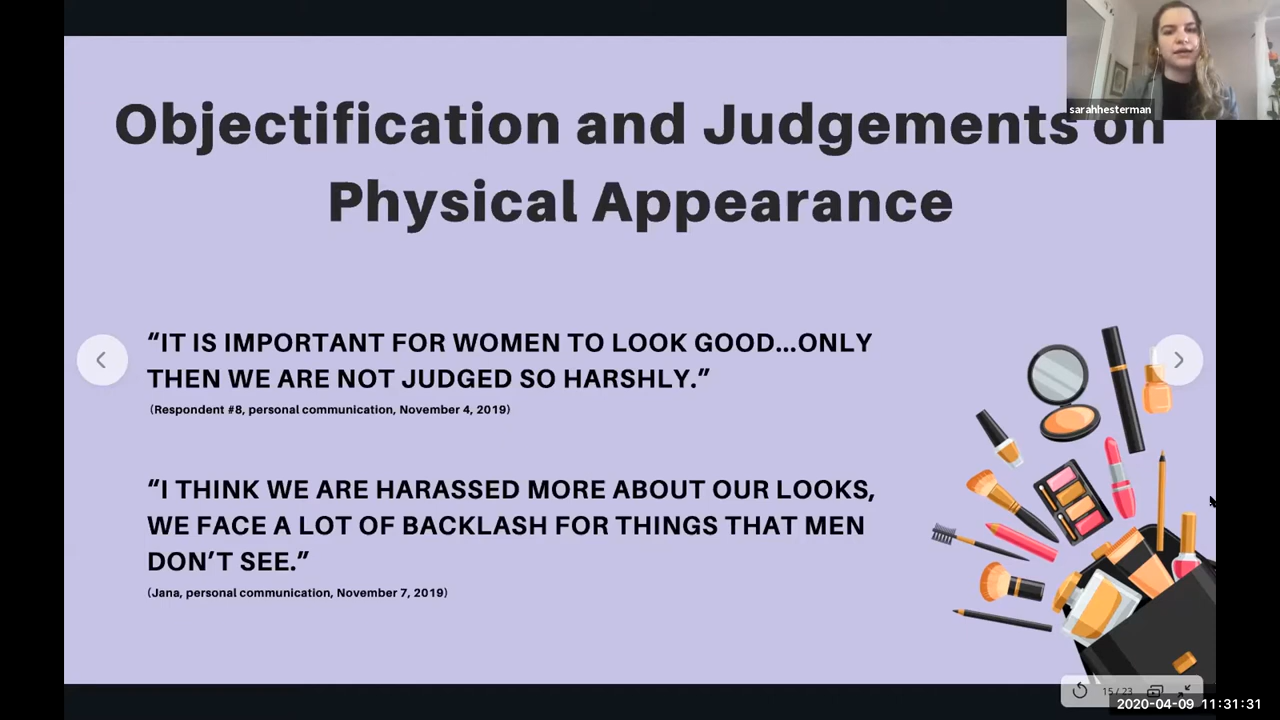 sarahhesterman
Objectification and Judgements on
Physical Appearance
“IT IS IMPORTANT FOR WOMEN TO LOOK GOOD...ONLY
THEN WE ARE NOT JUDGED SO HARSHLY.”
(Respondent #8, personal communication, November 4, 2019)
“I THINK WE ARE HARASSED MORE ABOUT OUR LOOKS,
WE FACE A LOT OF BACKLASH FOR THINGS THAT MEN
DON’T SEE.”
(Jana, personal communication, November 7, 2019)
15 / 23
2020-04-09 11:31:31